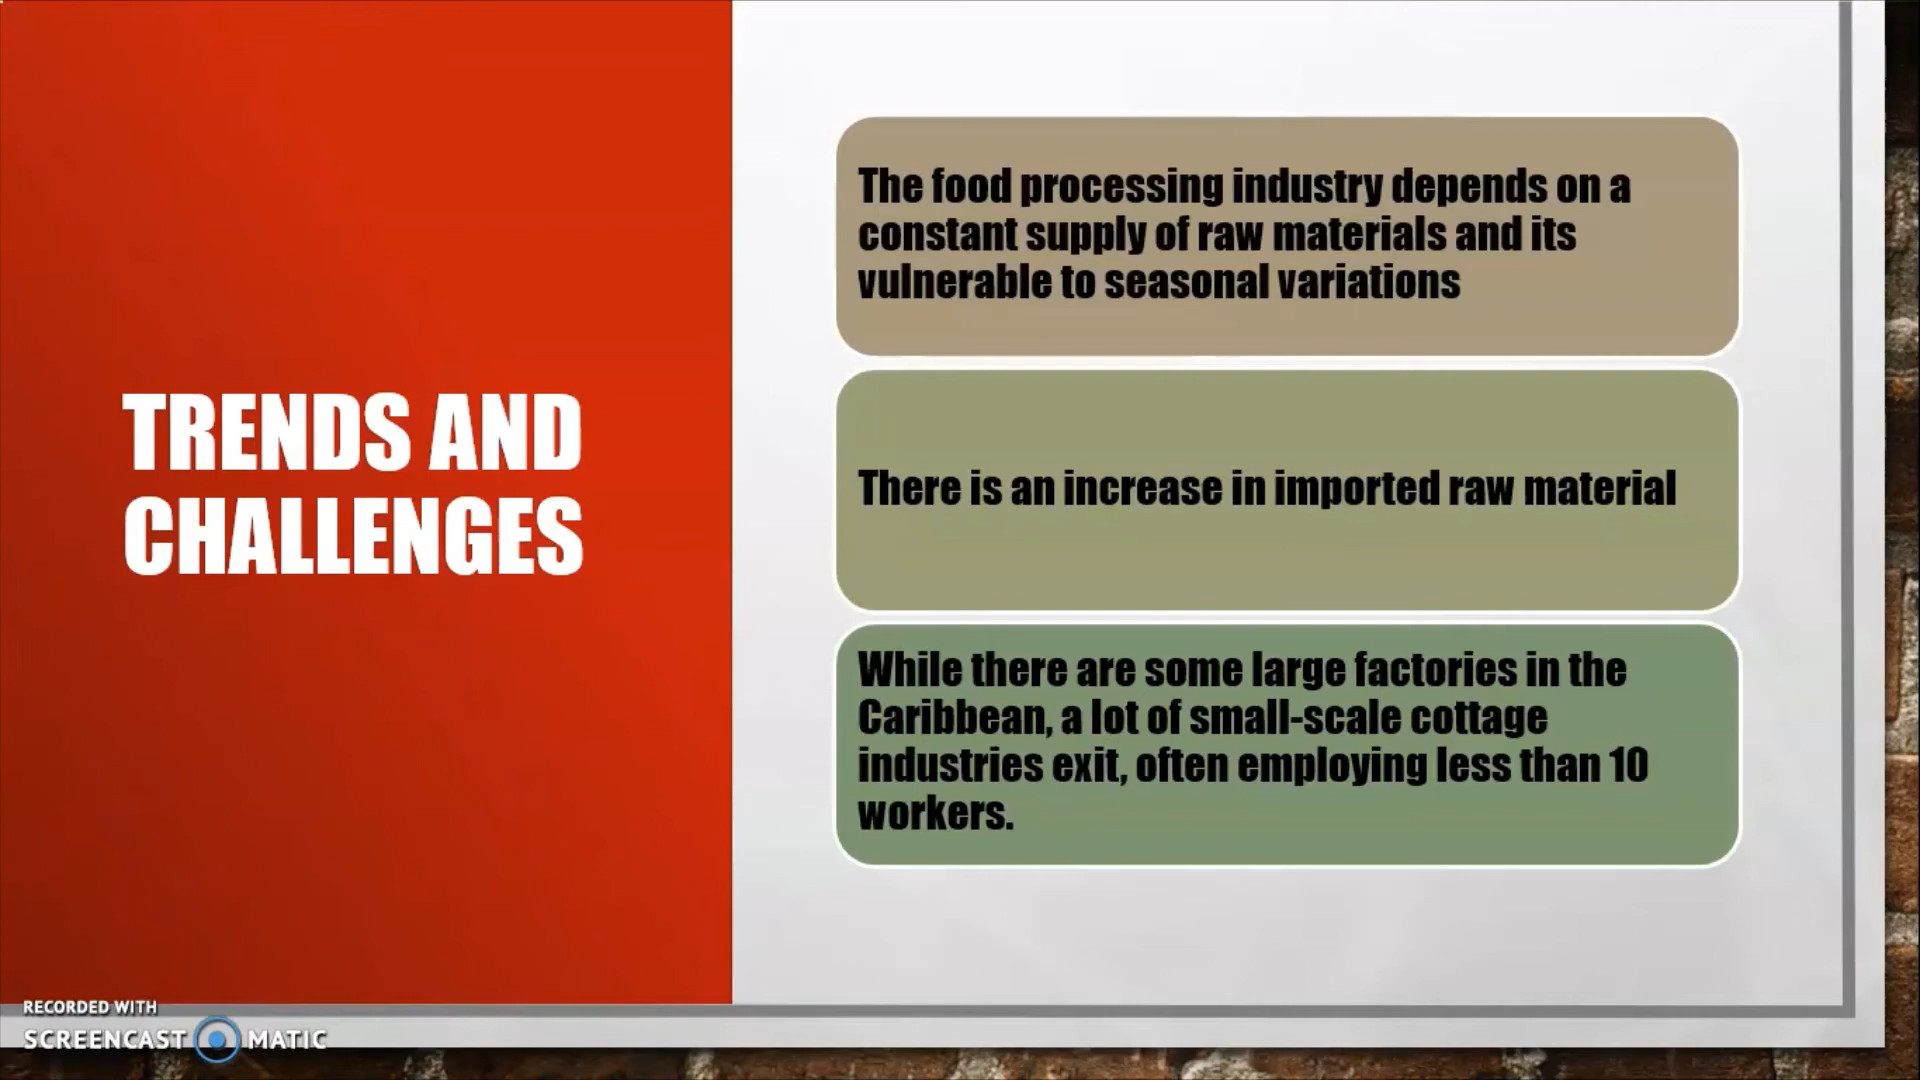 TRENDS AND
CHALLENGES
The food processing industry depends on a
constant supply of raw materials and its
vulnerable to seasonal variations
There is an increase in imported raw material
While there are some large factories in the
Caribbean, a lot of small-scale cottage
industries exit, often employing less than 10
workers.
RECORDED WITH
SCREENCAST MATIC